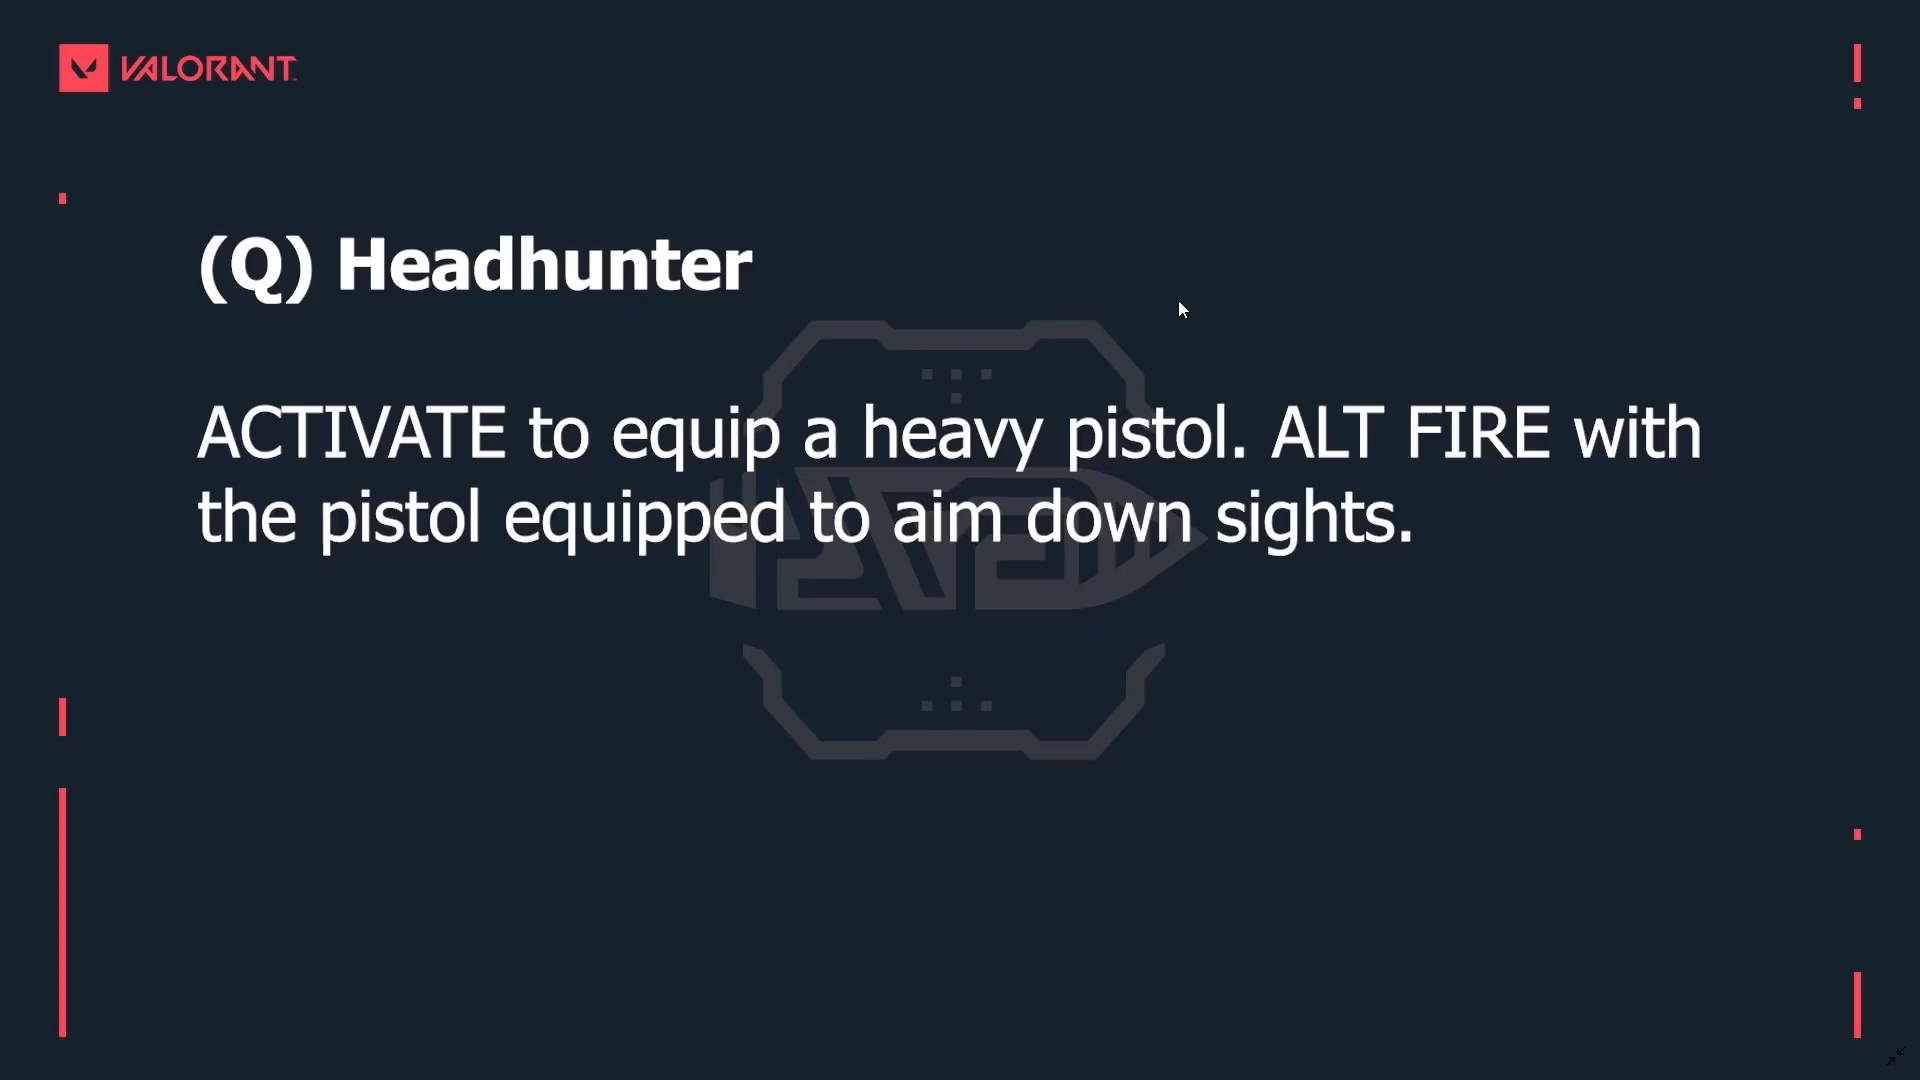 VALORANT
(Q) Headhunter
ACTIVATE to equip a heavy pistol. ALT FIRE with
the pistol equipped to aim down sights.